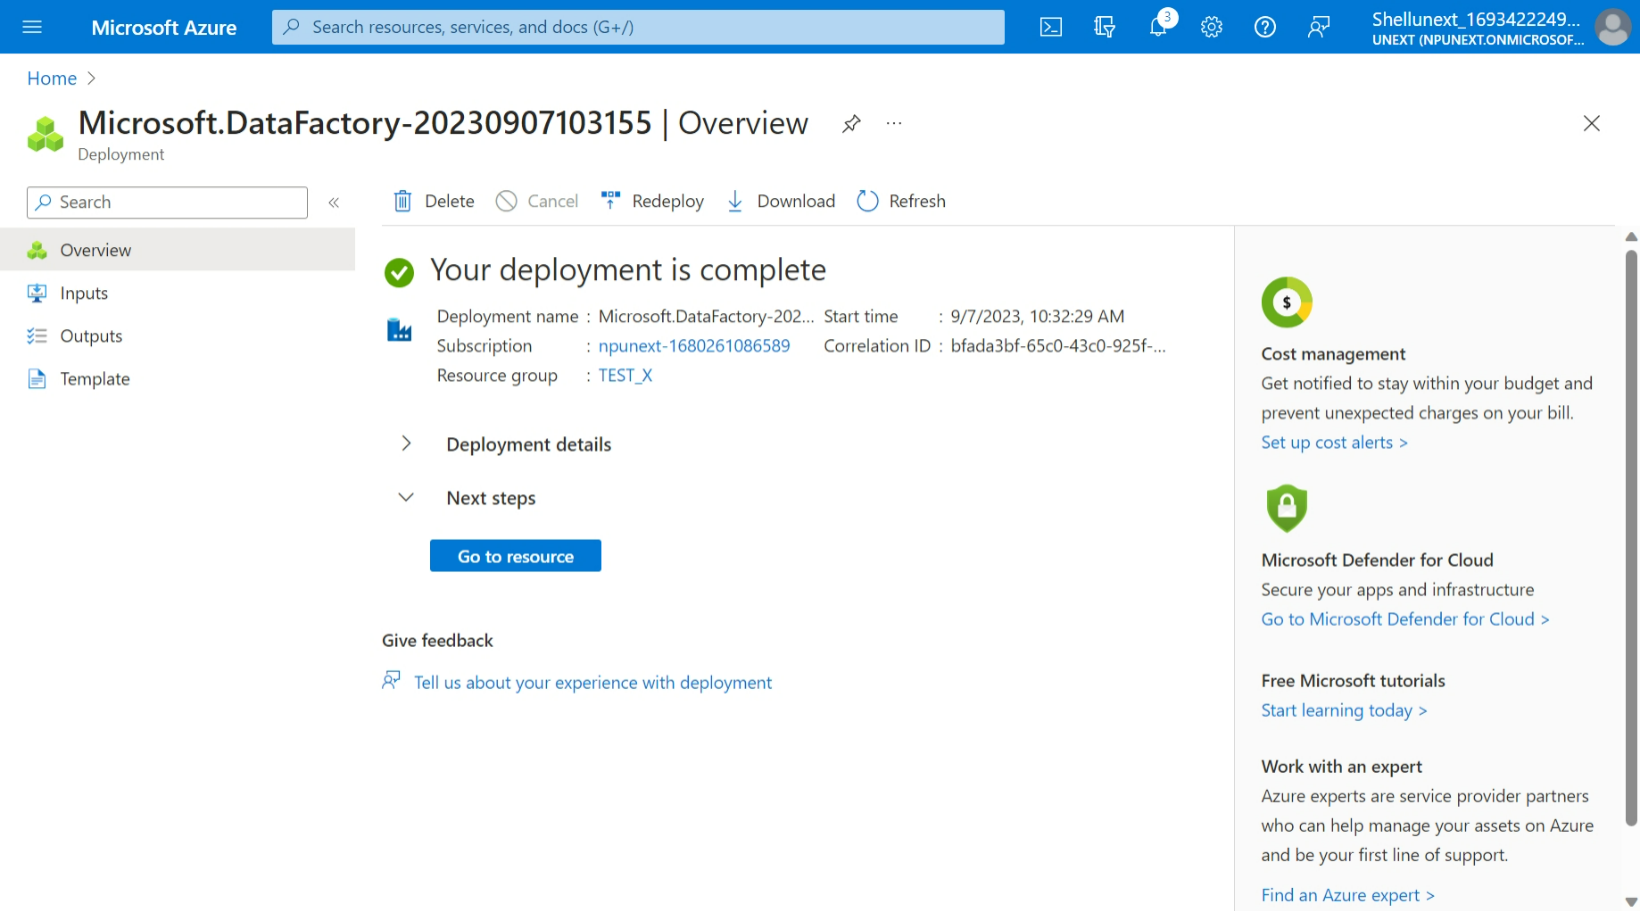 Microsoft Azure
Search resources, services, and docs (G+/)
3
Shellunext_1693422249...
UNEXT (NPUNEXT.ONMICROSOF...
Home
Microsoft.DataFactory-20230907103155 | Overview
Deployment
Search
Overview
Inputs
Outputs
Template
Delete
Cancel
Redeploy
Download
Refresh
Your deployment is complete
Deployment name : Microsoft.DataFactory-202...
Subscription : npunext-1680261086589
Resource group : TEST_X
Start time : 9/7/2023, 10:32:29 AM
Correlation ID : bfada3bf-65c0-43c0-925f-...
Deployment details
Next steps
Go to resource
Give feedback
Tell us about your experience with deployment
$
Cost management
Get notified to stay within your budget and
prevent unexpected charges on your bill.
Set up cost alerts >
Microsoft Defender for Cloud
Secure your apps and infrastructure
Go to Microsoft Defender for Cloud >
Free Microsoft tutorials
Start learning today >
Work with an expert
Azure experts are service provider partners
who can help manage your assets on Azure
and be your first line of support.
Find an Azure expert >